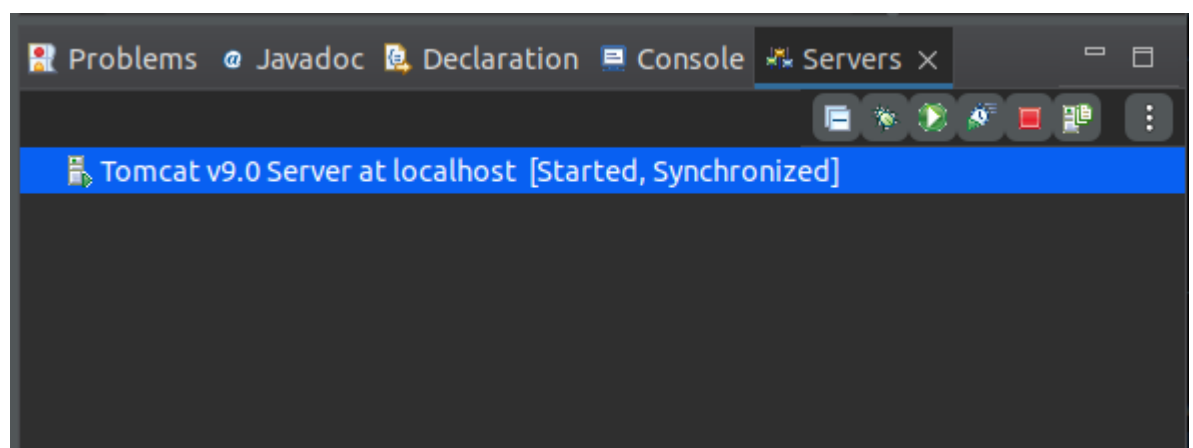 Problems @ Javadoc Declaration Console Servers
Tomcat v9.0 Server at localhost [Started, Synchronized]